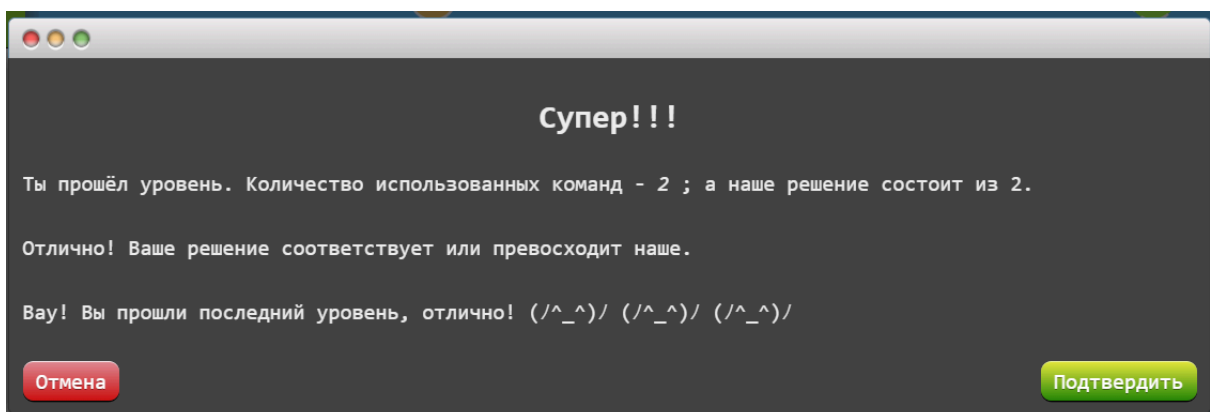 Супер!!!
Ты прошёл уровень. Количество использованных команд - 2 ; а наше решение состоит из 2.
Отлично! Ваше решение соответствует или превосходит наше.
Вау! Вы прошли последний уровень, отлично! (/^_^)/ (/^_^)/ (/^_^)/
Отмена
Подтвердить